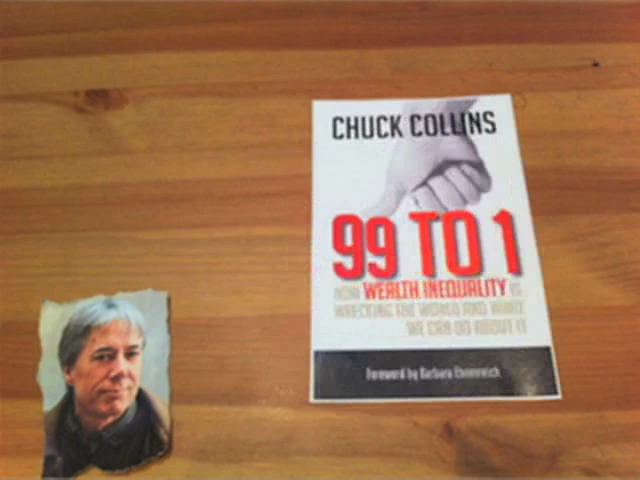 CHUCK COLLINS
99 TO 1
HOW WEALTH INEQUALITY IS
WRECKING THE WORLD AND WHAT
WE CAN DO ABOUT IT
Foreword by Barbara Ehrenreich